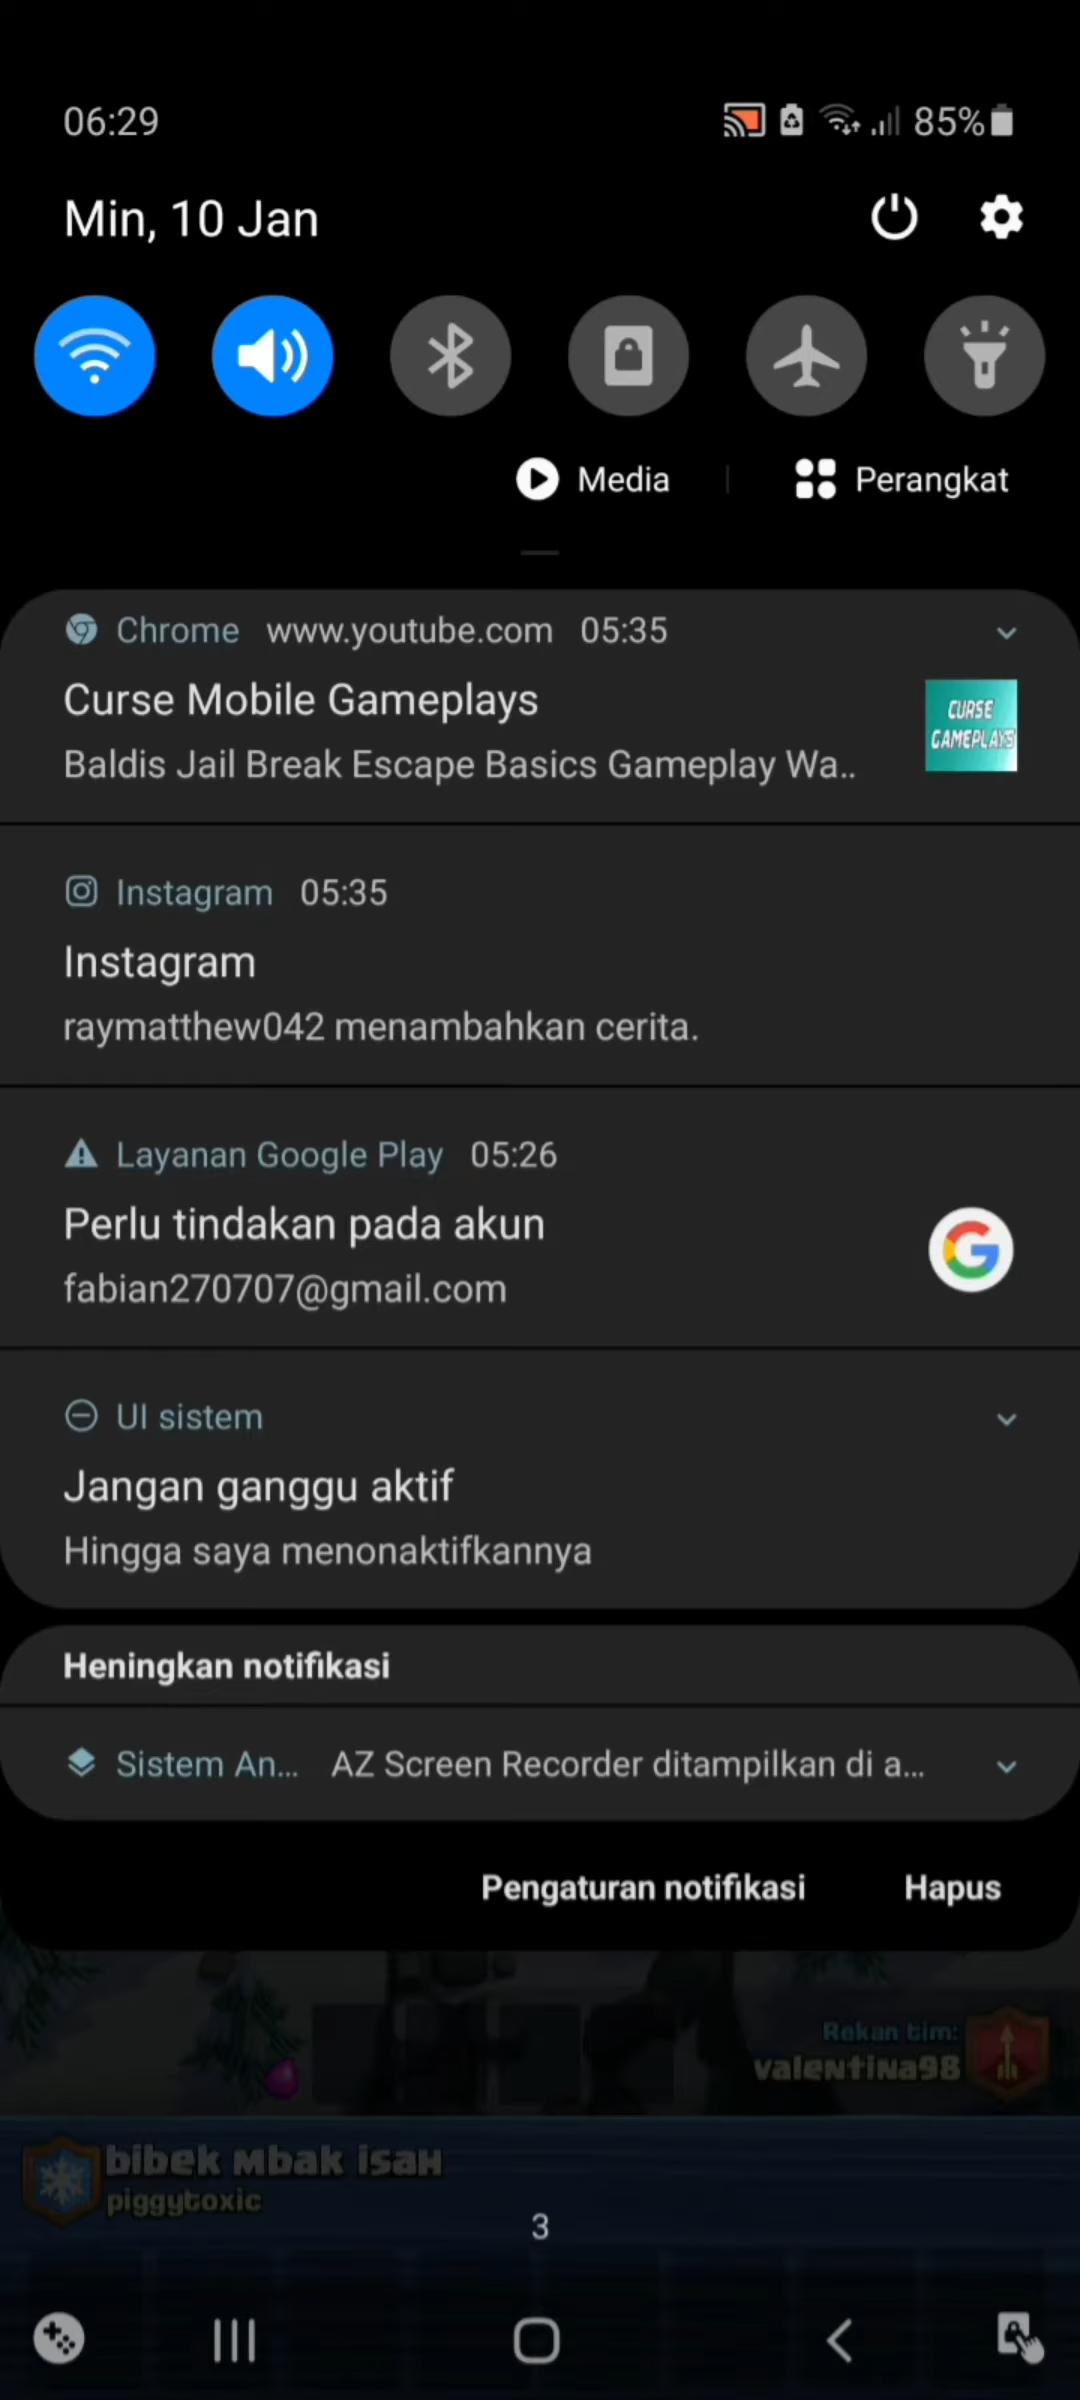 06:29
85%
Min, 10 Jan
Media
Perangkat
Chrome www.youtube.com 05:35
Curse Mobile Gameplays
CURSE
GAMEPLAYS
Baldis Jail Break Escape Basics Gameplay Wa..
Instagram 05:35
Instagram
raymatthew042 menambahkan cerita.
Layanan Google Play 05:26
Perlu tindakan pada akun
fabian270707@gmail.com
UI sistem
Jangan ganggu aktif
Hingga saya menonaktifkannya
Heningkan notifikasi
Sistem An... AZ Screen Recorder ditampilkan di a...
Pengaturan notifikasi
Hapus
Rekan tim:
valentina98
bibek Mbak isaH
piggytoxic
3